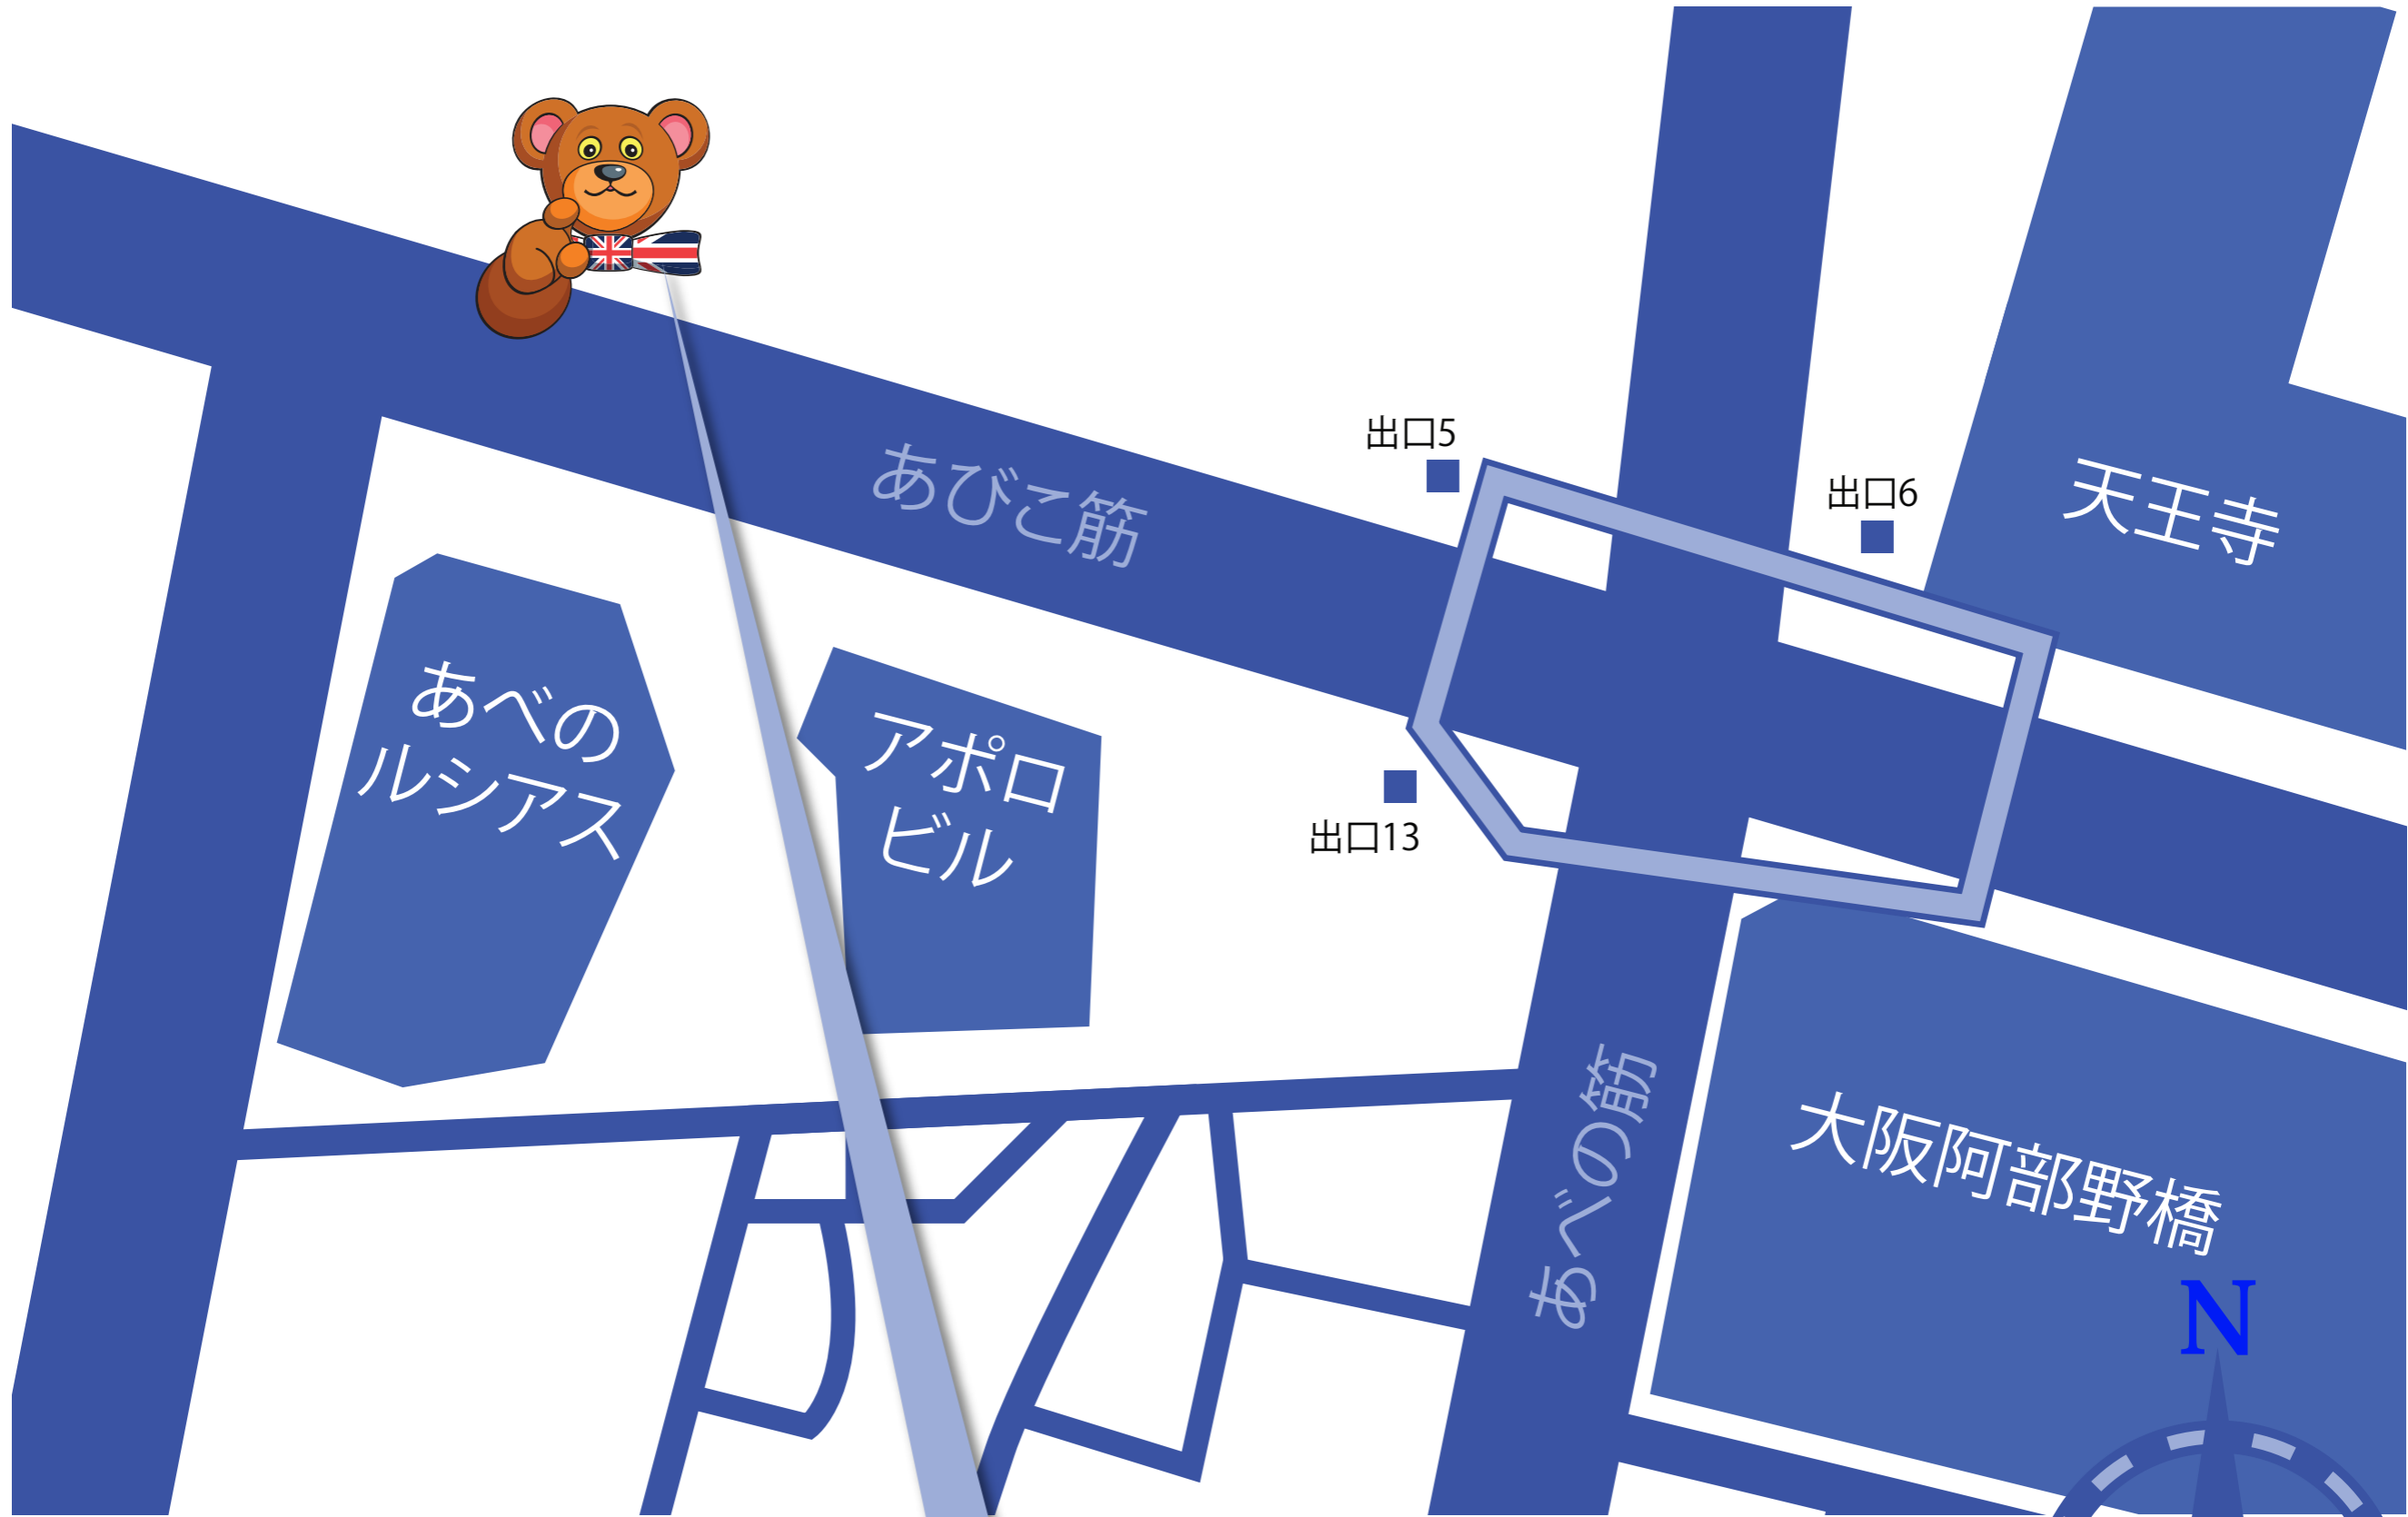 出口5
あびこ筋
出口6
天王寺
あべの
ルシアス
アポロ
ビル
出口13
あべの筋
大阪阿部野橋
N